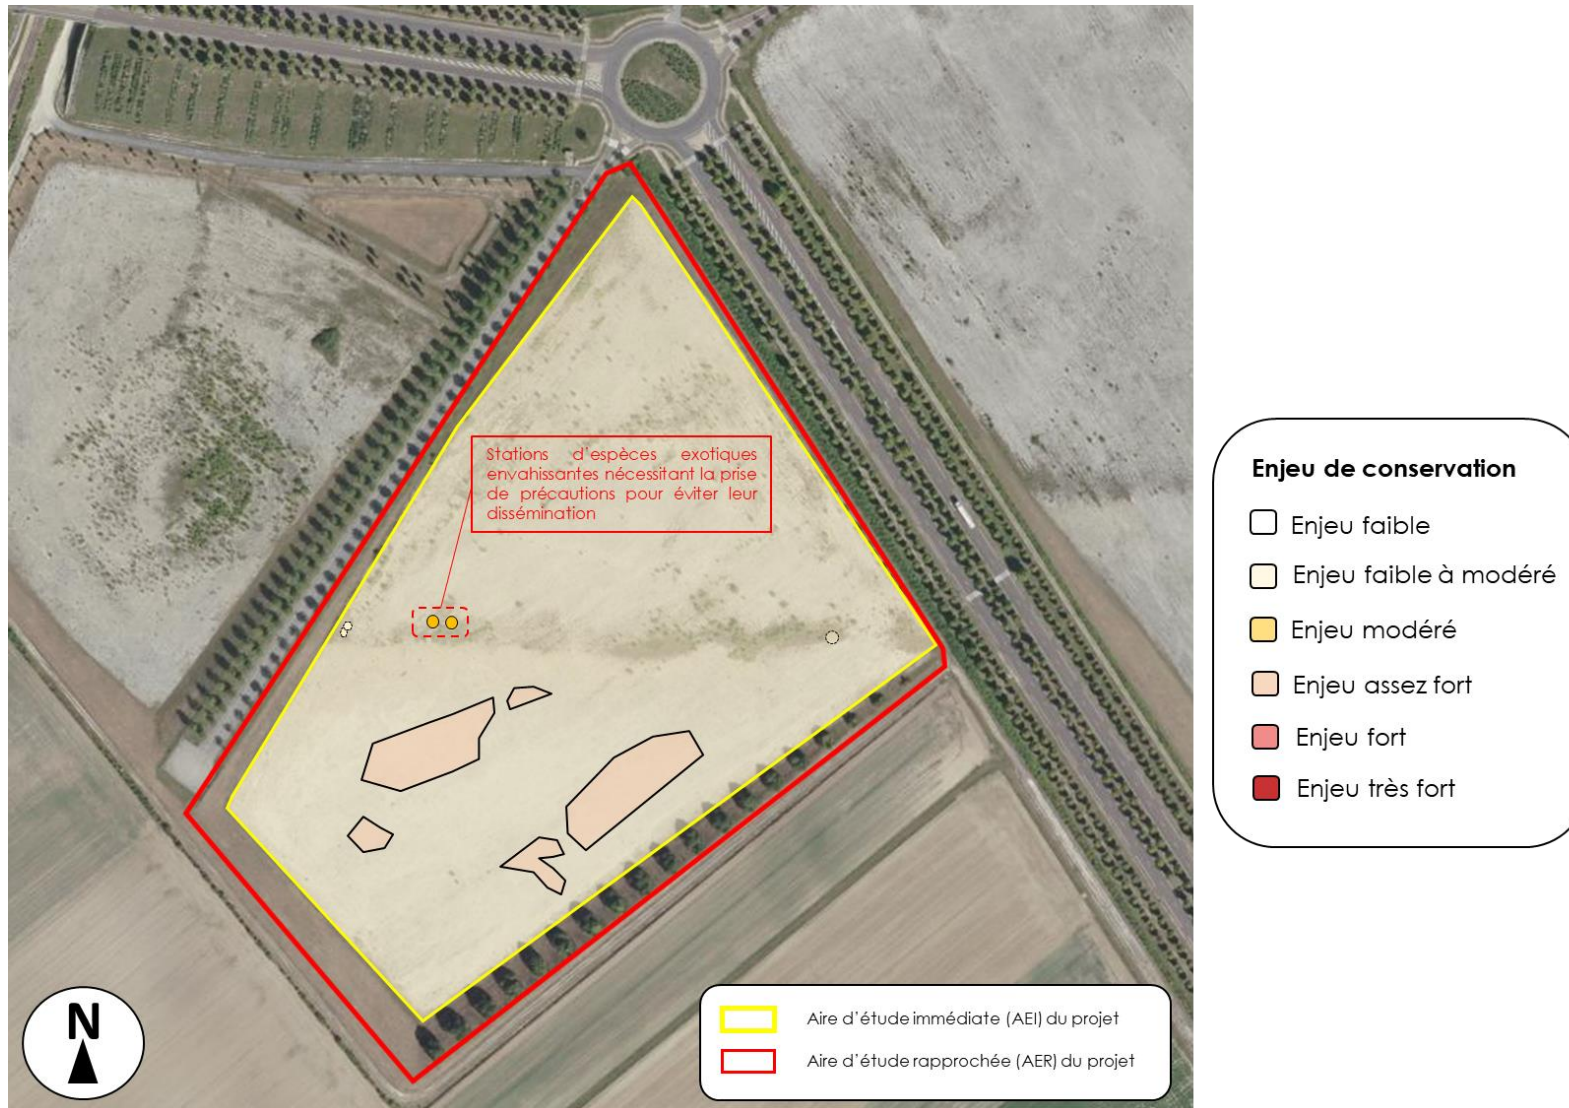 Stations d'espèces exotiques
envahissantes nécessitant la prise
de précautions pour éviter leur
dissémination
Enjeu de conservation
Enjeu faible
Enjeu faible à modéré
Enjeu modéré
Enjeu assez fort
Enjeu fort
Enjeu très fort
N
Aire d'étude immédiate (AEI) du projet
Aire d'étude rapprochée (AER) du projet